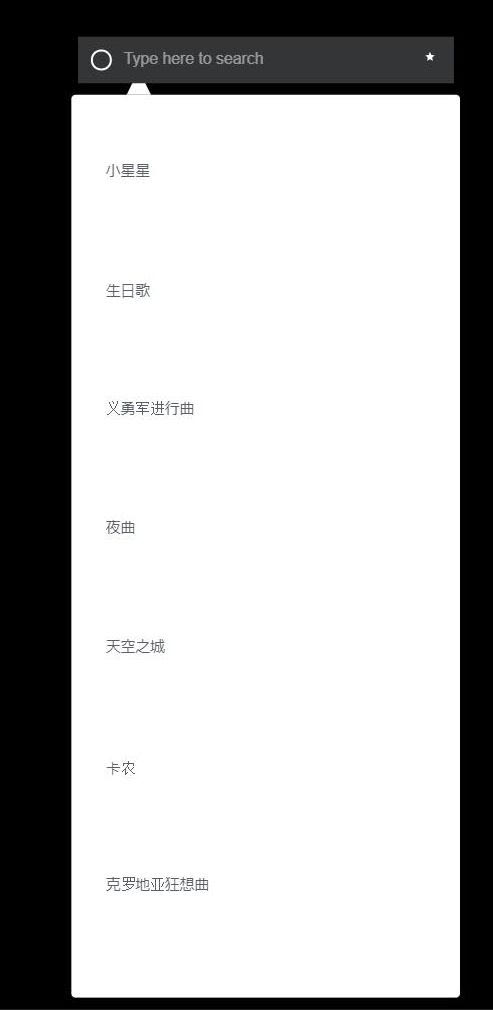 Type here to search
小星星
生日歌
义勇军进行曲
夜曲
天空之城
卡农
克罗地亚狂想曲